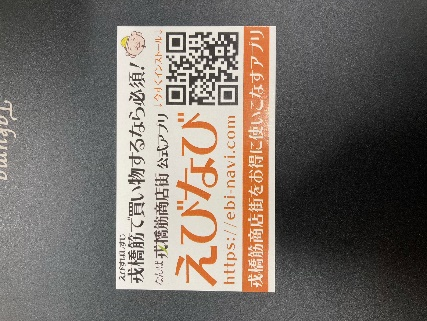 えびすばしすじ
戎橋筋で買い物するなら必須!
なんば戎橋筋商店街 公式アプリ
↓今すぐインストール↓
えびなび
https://ebi-navi.com
戎橋筋商店街をお得に使いこなすアプリ